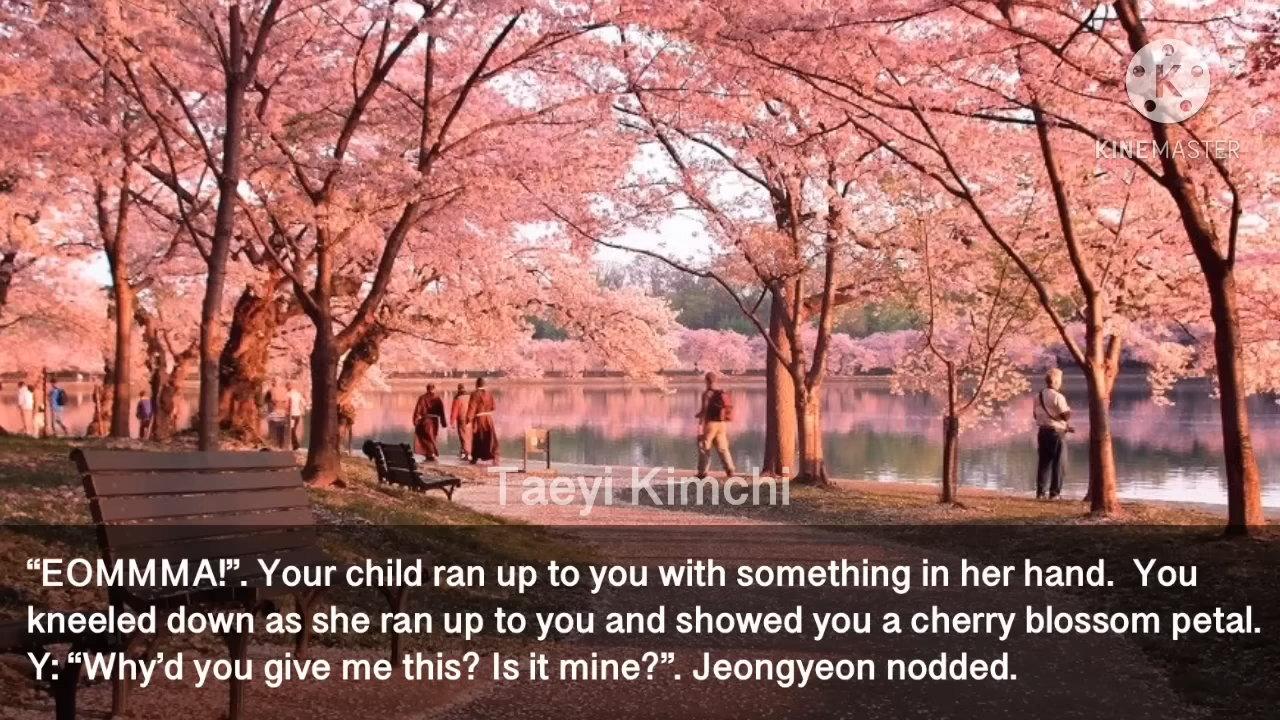 K
KINEMASTER
Taeyi Kimchi
“EOMMMA!”. Your child ran up to you with something in her hand.  You
kneeled down as she ran up to you and showed you a cherry blossom petal.
Y: “Why’d you give me this? Is it mine?”. Jeongyeon nodded.